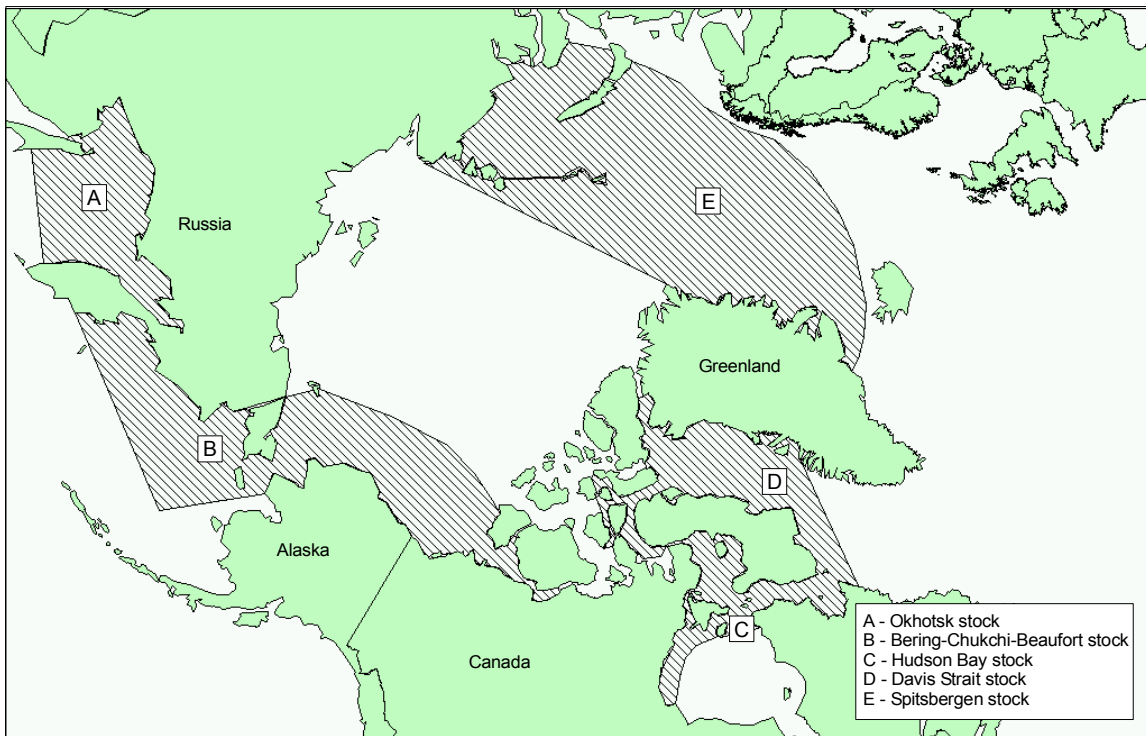 A
Russia
E
Greenland
B
D
Alaska
C
Canada
A - Okhotsk stock
B - Bering-Chukchi-Beaufort stock
C - Hudson Bay stock
D - Davis Strait stock
E - Spitsbergen stock